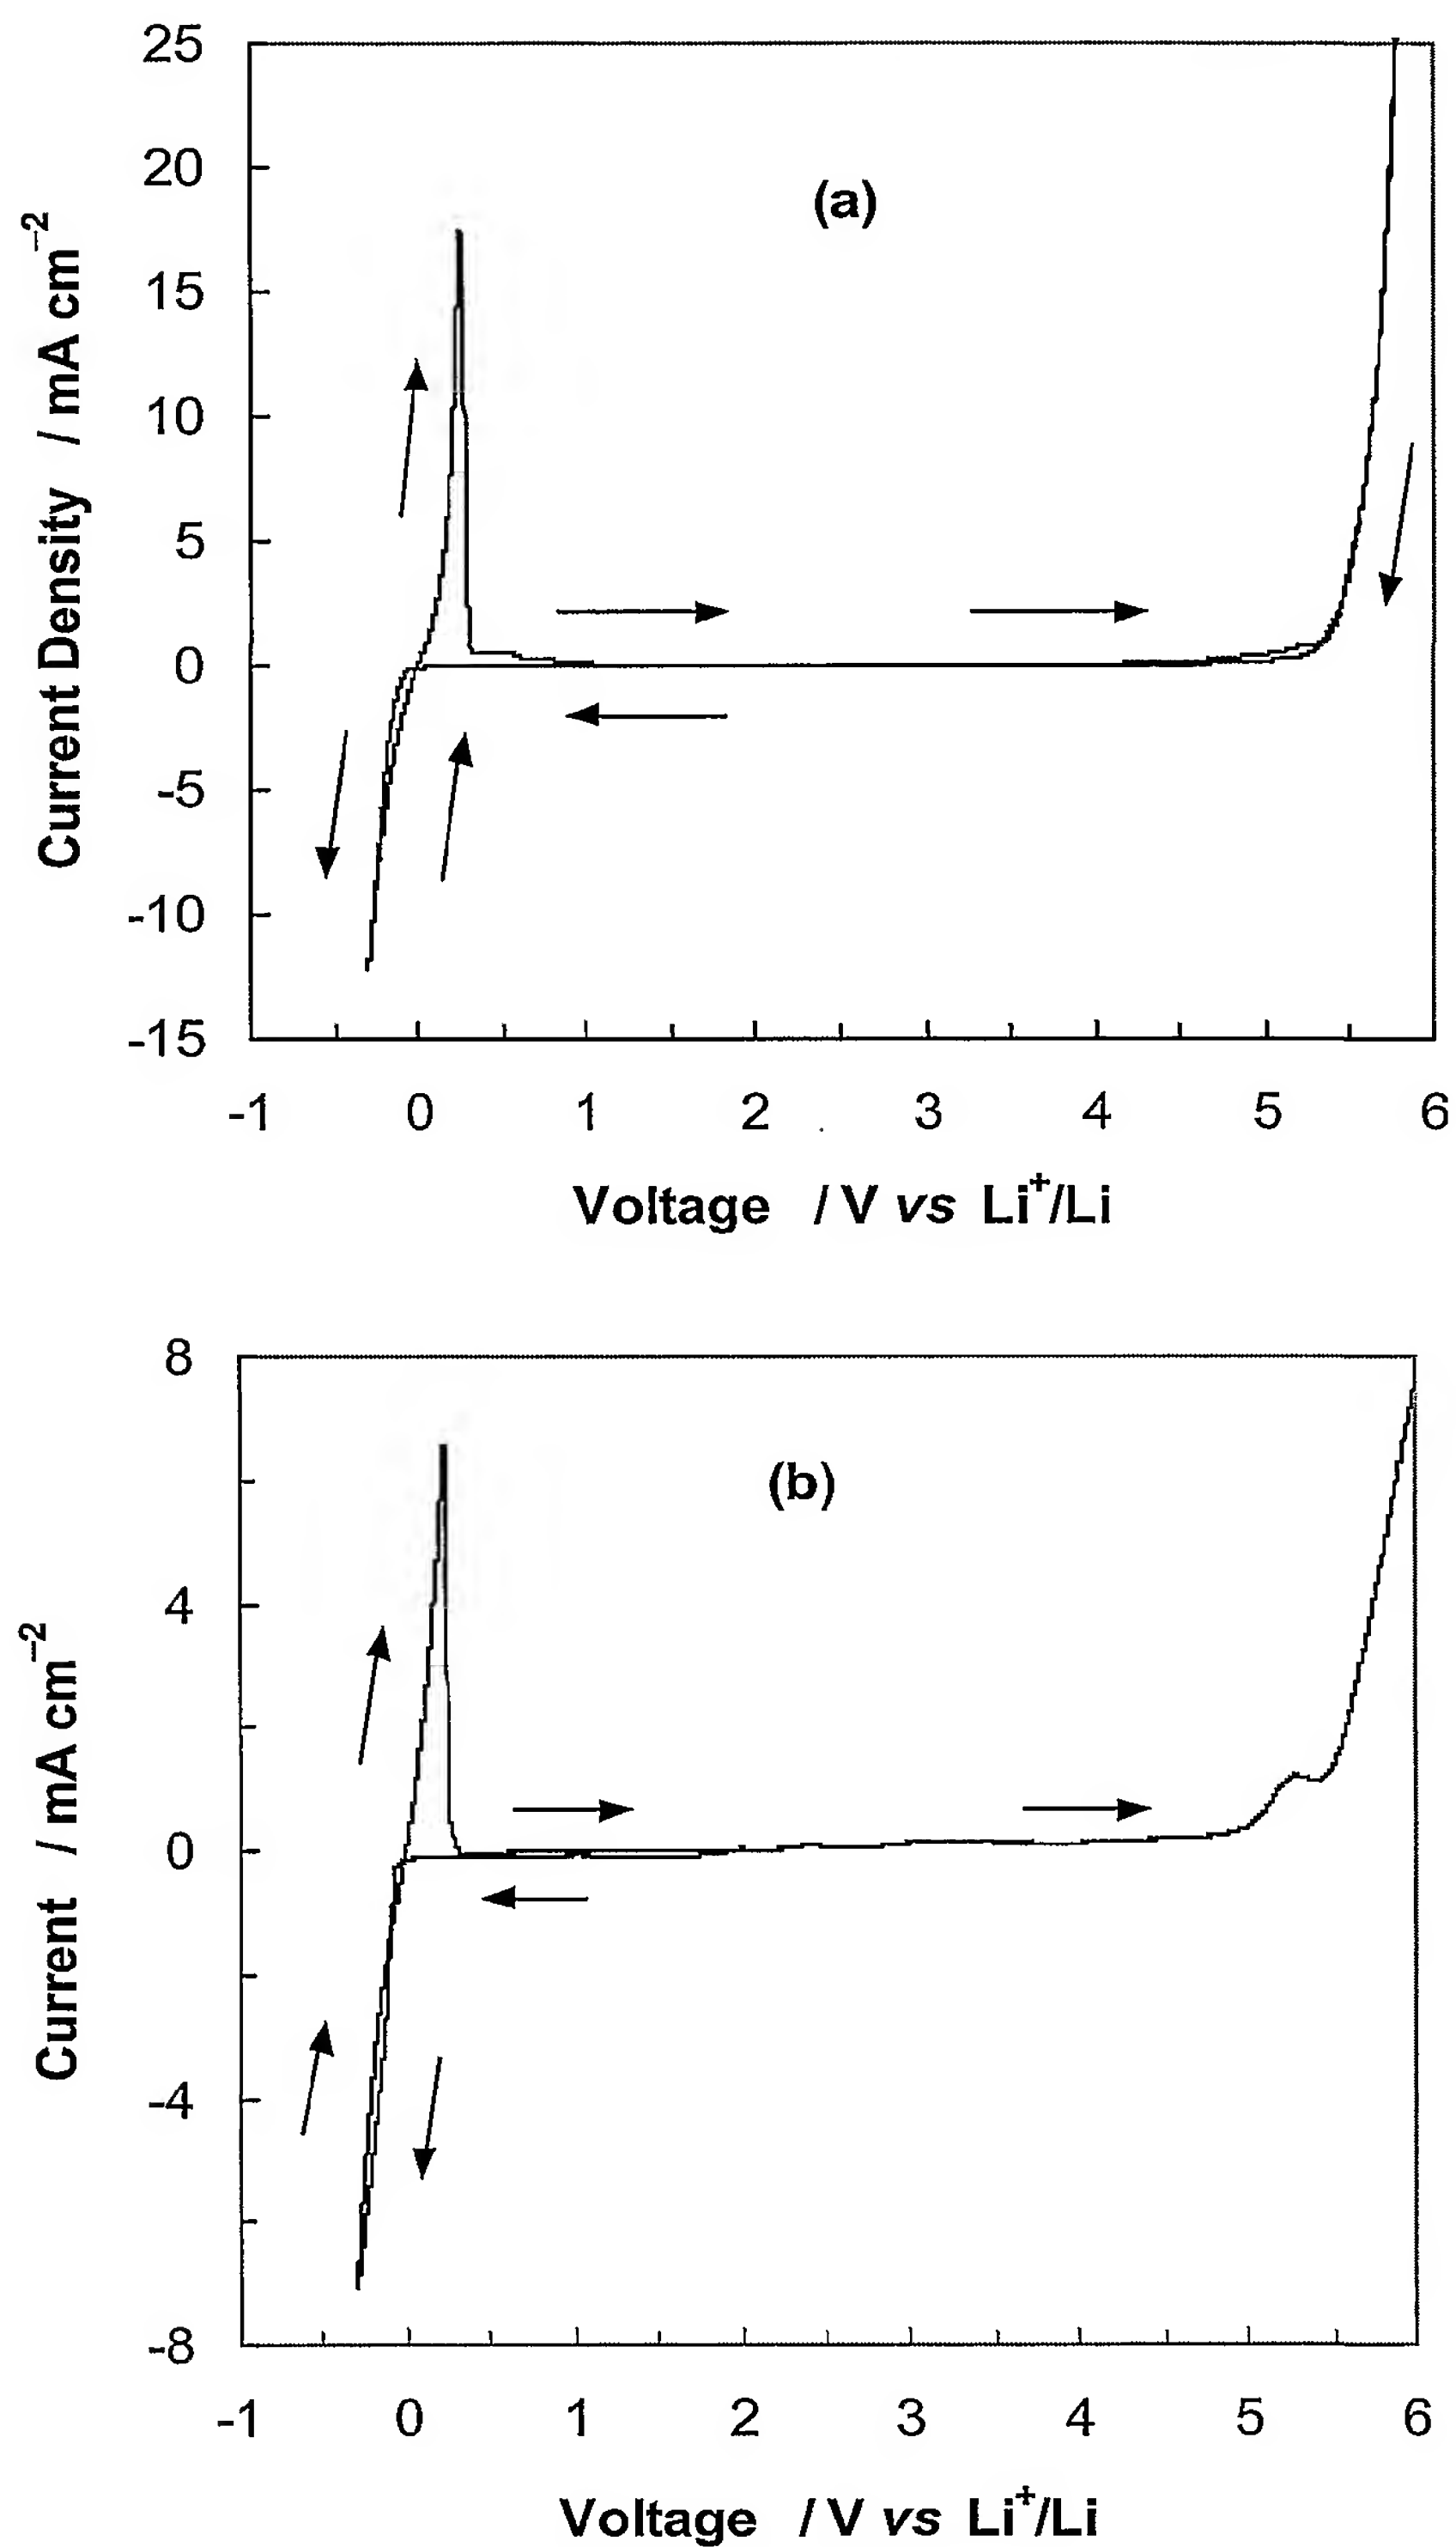 25
20
15
10
5
0
-5
-10
-15
(a)
Current Density / mA cm⁻²
-1 0 1 2 3 4 5 6
Voltage / V vs Li⁺/Li
8
4
0
-4
-8
(b)
Current / mA cm⁻²
-1 0 1 2 3 4 5 6
Voltage / V vs Li⁺/Li